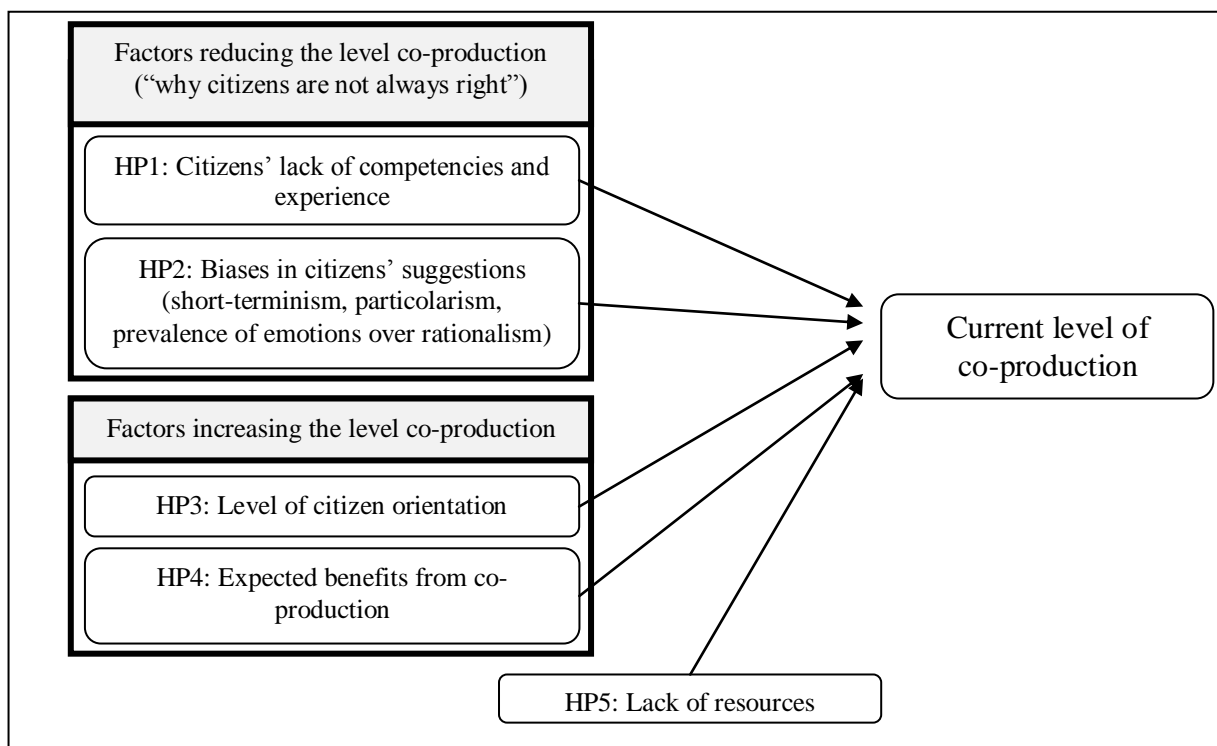 Factors reducing the level co-production
(“why citizens are not always right”)
HP1: Citizens’ lack of competencies and
experience
HP2: Biases in citizens’ suggestions
(short-terminism, particolarism,
prevalence of emotions over rationalism)
Factors increasing the level co-production
HP3: Level of citizen orientation
HP4: Expected benefits from co-
production
HP5: Lack of resources
Current level of
co-production